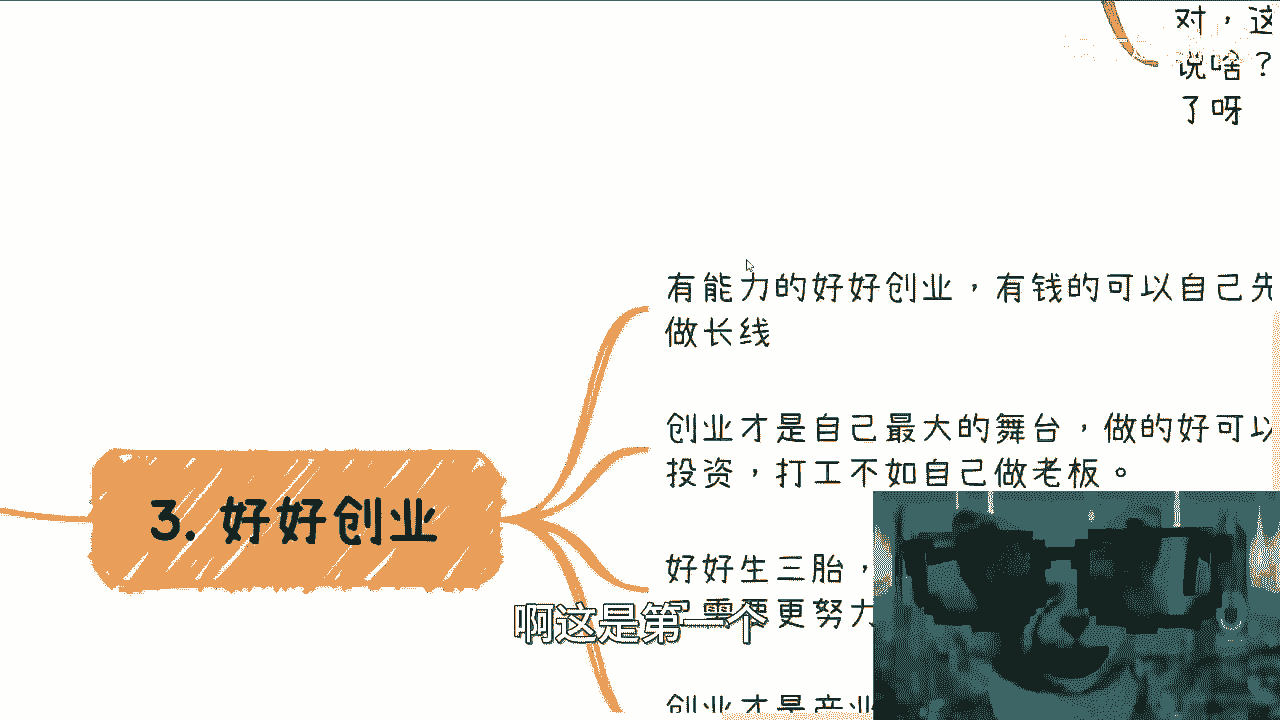 对，这
说啥？
了呀
有能力的好好创业，有钱的可以自己先
做长线
创业才是自己最大的舞台，做的好可以
投资，打工不如自己做老板。
3. 好好创业
好好生三胎，
需要更努力
啊这是第一个
创业才是产业